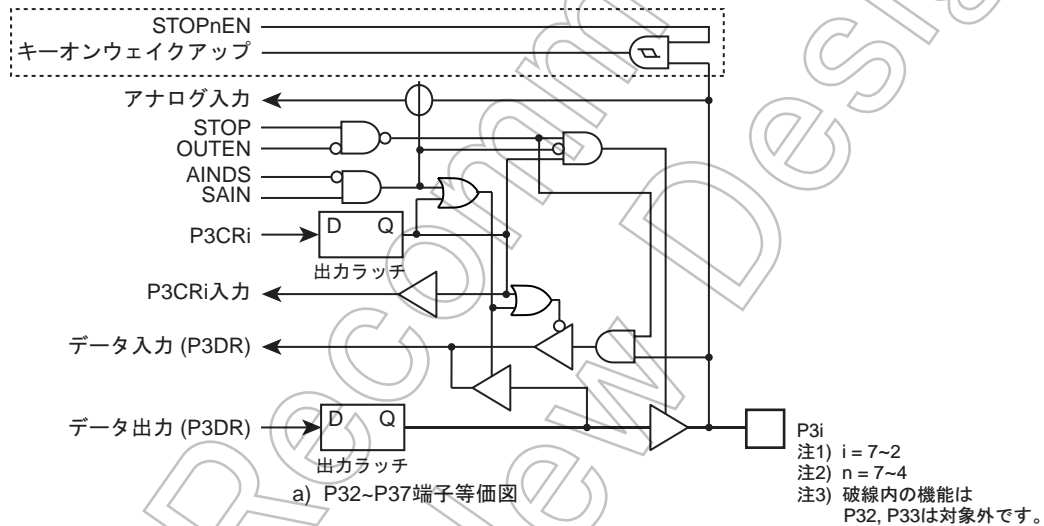 STOPnEN
キーオンウェイクアップ
アナログ入力
STOP
OUTEN
AINDS
SAIN
P3CRi
D Q
出力ラッチ
P3CRi入力
データ入力 (P3DR)
データ出力 (P3DR)
D Q
出力ラッチ
a) P32~P37端子等価図
P3i
注1) i = 7~2
注2) n = 7~4
注3) 破線内の機能は
P32, P33は対象外です。
Recomm
New Desig